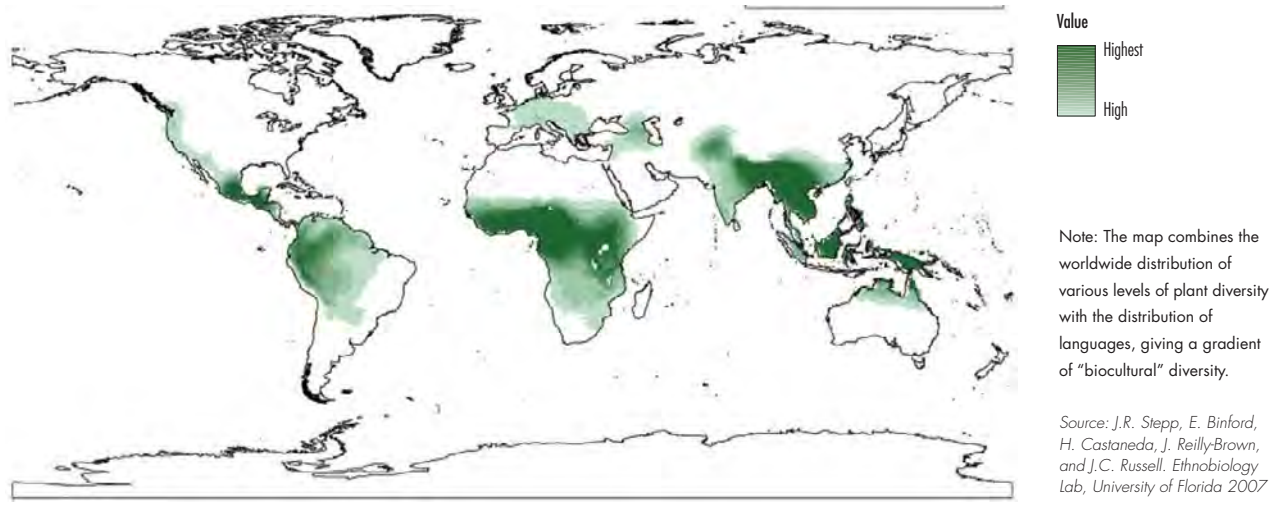 Value
Highest
High
Note: The map combines the
worldwide distribution of
various levels of plant diversity
with the distribution of
languages, giving a gradient
of “biocultural” diversity.
Source: J.R. Stepp, E. Binford,
H. Castaneda, J. Reilly-Brown,
and J.C. Russell. Ethnobiology
Lab, University of Florida 2007